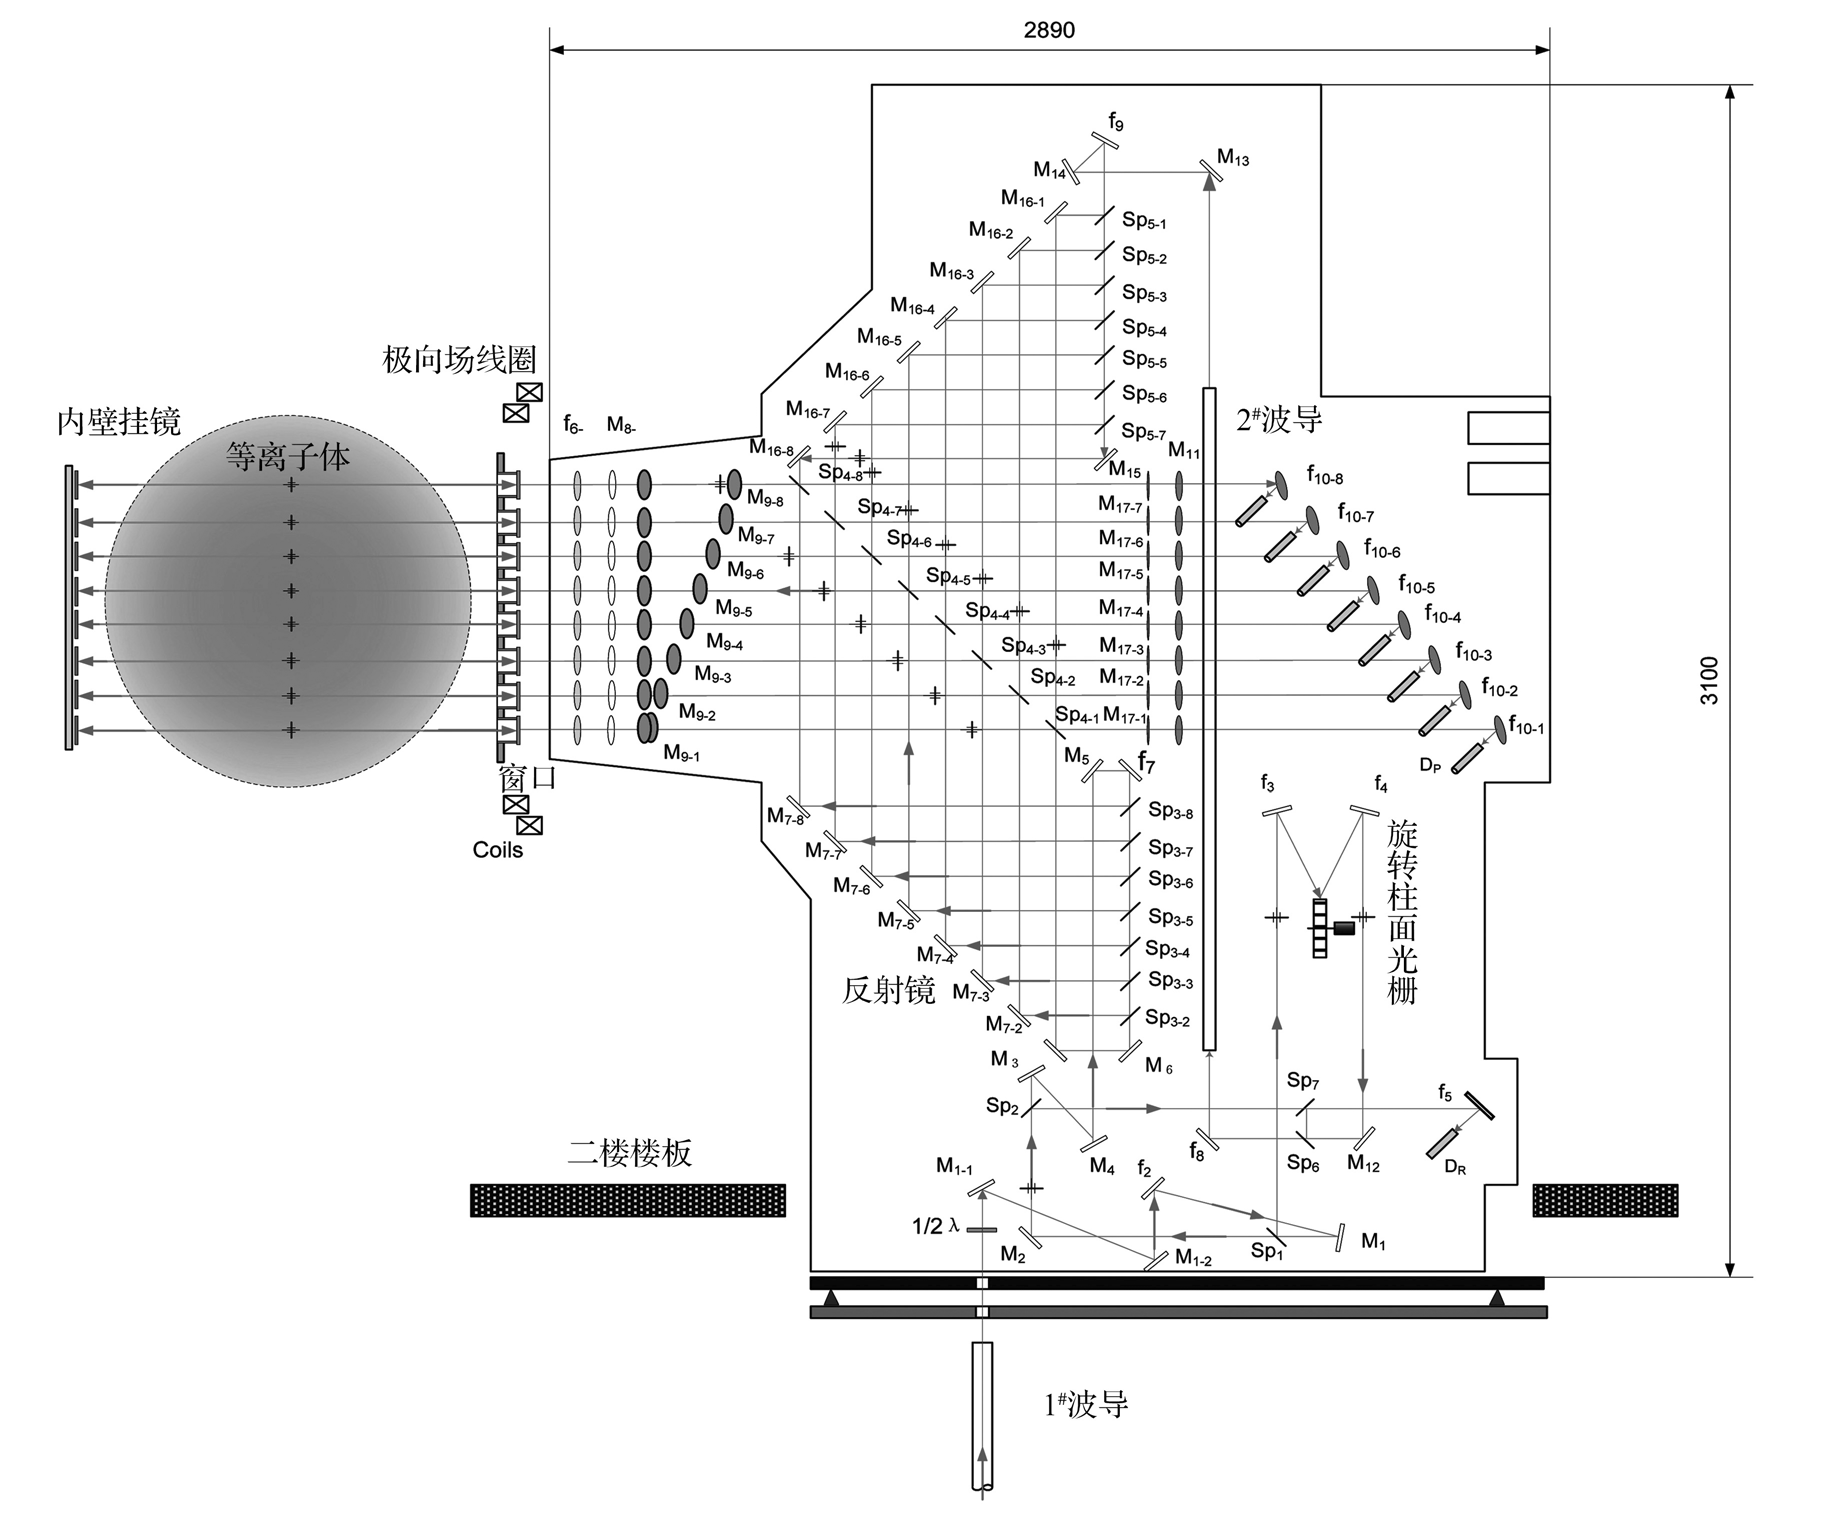 2890
f9
M14
M13
M16-1
Sp5-1
M16-2
Sp5-2
M16-3
Sp5-3
M16-4
Sp5-4
M16-5
Sp5-5
M16-6
Sp5-6
M16-7
Sp5-7
M16-8
M15
M11
2#波导
极向场线圈
内壁挂镜
等离子体
f6-
M8-
Sp4-8
Sp4-7
Sp4-6
Sp4-5
Sp4-4
Sp4-3
Sp4-2
Sp4-1
M9-8
M9-7
M9-6
M9-5
M9-4
M9-3
M9-2
M9-1
M17-7
M17-6
M17-5
M17-4
M17-3
M17-2
M17-1
f10-8
f10-7
f10-6
f10-5
f10-4
f10-3
f10-2
f10-1
DP
3100
窗口
Coils
M5
f7
f3
f4
M7-8
Sp3-8
M7-7
Sp3-7
M7-6
Sp3-6
M7-5
Sp3-5
M7-4
Sp3-4
M7-3
Sp3-3
M7-2
Sp3-2
反射镜
旋转柱面光栅
M3
M6
Sp2
Sp7
f5
M4
f8
Sp6
M12
DR
二楼楼板
M1-1
f2
1/2 λ
M2
M1-2
Sp1
M1
1#波导